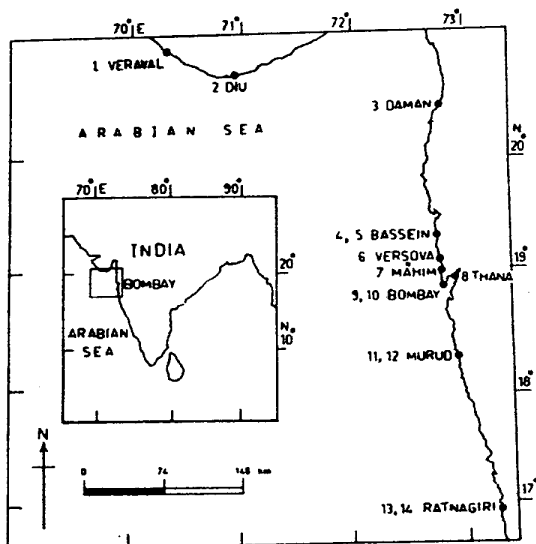 70° E 71° 72° 73°
1 VERAVAL
2 DIU
3 DAMAN
ARABIAN SEA
N
20°
70° E 80° 90°
4, 5 BASSEIN
INDIA
6 VERSOVA
19°
20°
7 MAHIM
8 THANA
BOMBAY
9, 10 BOMBAY
ARABIAN
SEA
N
10°
11, 12 MURUD
18°
N
0 74 148 KM
17°
13, 14 RATNAGIRI